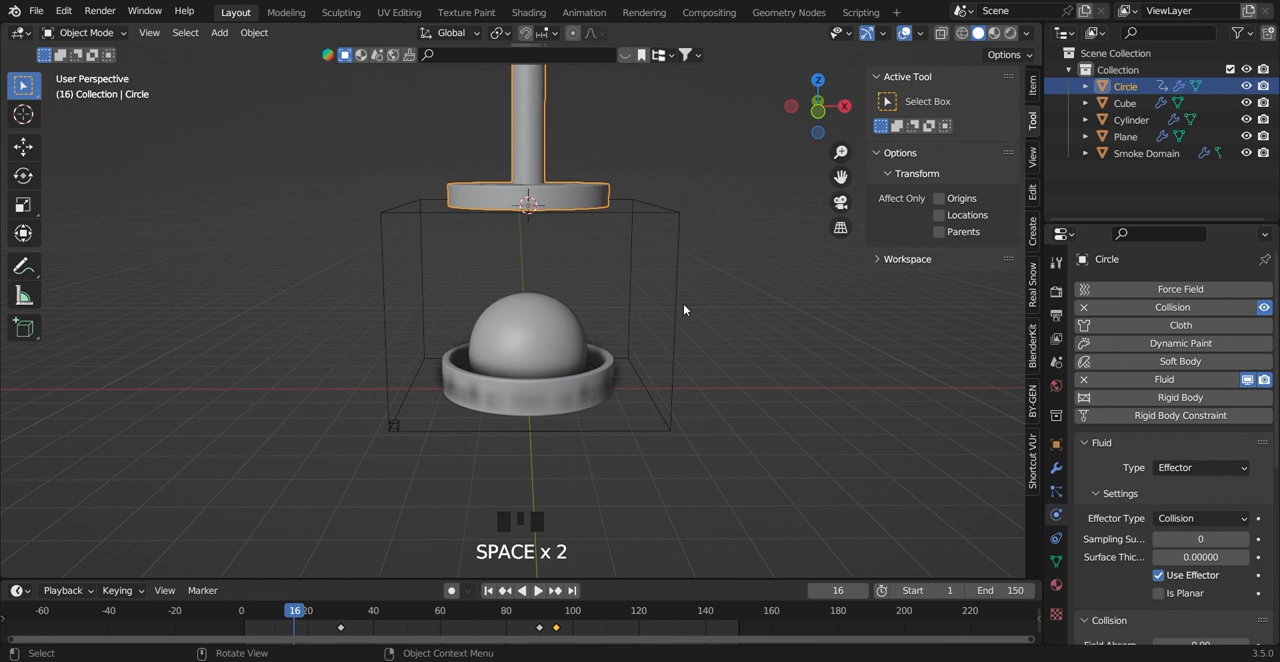 File Edit Render Window Help Layout Modeling Sculpting UV Editing Texture Paint Shading Animation Rendering Compositing Geometry Nodes Scripting + Scene ViewLayer
Object Mode View Select Add Object Global
Options
User Perspective
(16) Collection | Circle
Z
X
Active Tool
Select Box
Options
Transform
Affect Only Origins
Locations
Parents
Workspace
Item
Tool
View
Edit
Create
Real Snow
BlenderKit
BY-GEN
Shortcut VUr
Scene Collection
Collection
Circle
Cube
Cylinder
Plane
Smoke Domain
Circle
Force Field
Collision
Cloth
Dynamic Paint
Soft Body
Fluid
Rigid Body
Rigid Body Constraint
Fluid
Type Effector
Settings
Effector Type Collision
Sampling Su... 0
Surface Thic... 0.00000
Use Effector
Is Planar
Collision
SPACE x 2
Playback Keying View Marker 16 Start 1 End 150
-60 -40 -20 0 16 20 40 60 80 100 120 140 160 180 200 220
Select Rotate View Object Context Menu 3.5.0